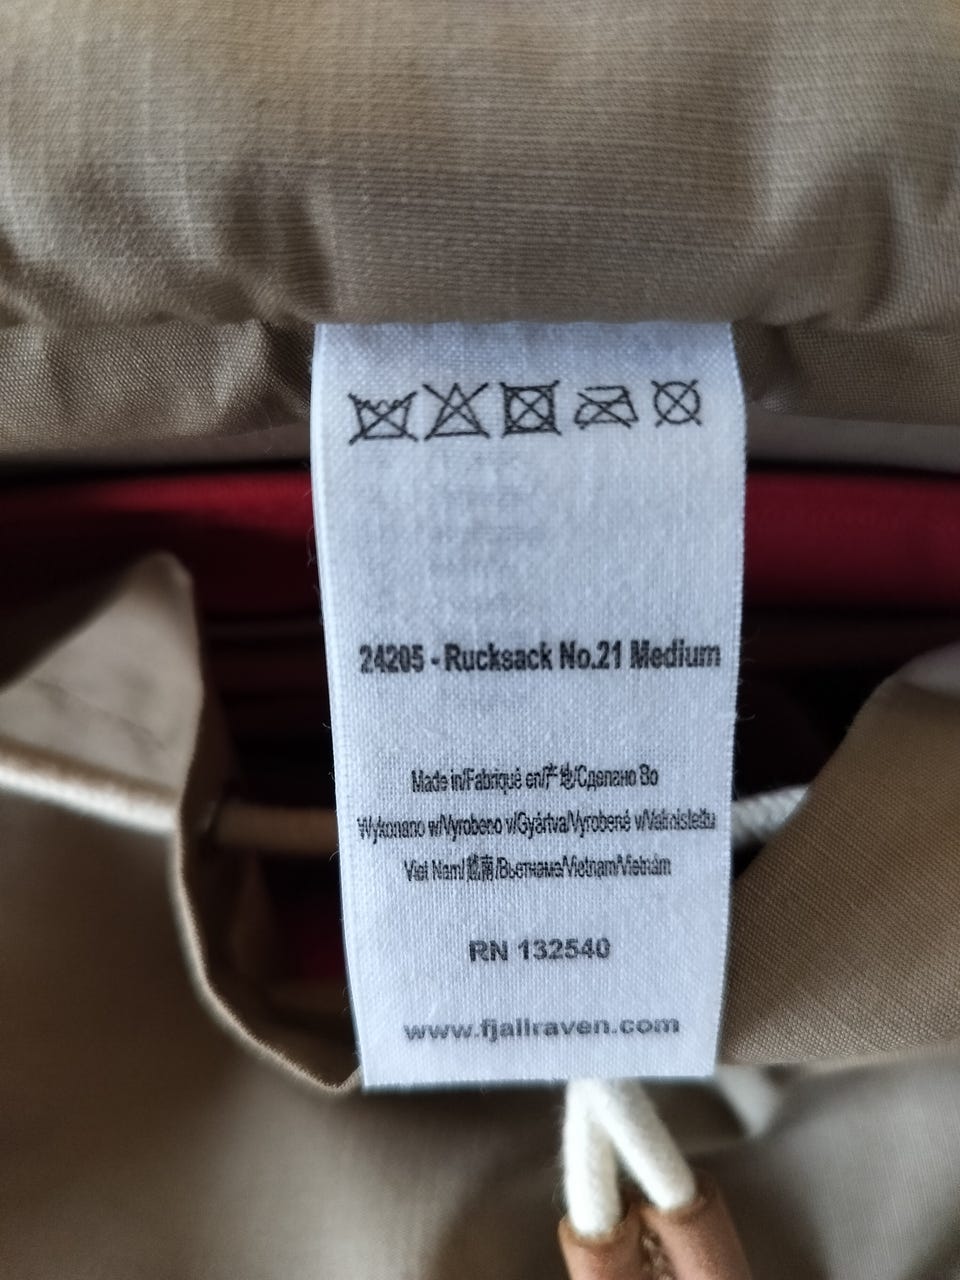 24205 - Rucksack No.21 Medium
Made in/Fabriqué en/产地/Сделано Во
Wykonano w/Vyrobeno v/Gyártva/Vyrobené v/Valmistettu
Viet Nam/越南/Вьетнама/Vietnam/Vietnám
RN 132540
www.fjallraven.com